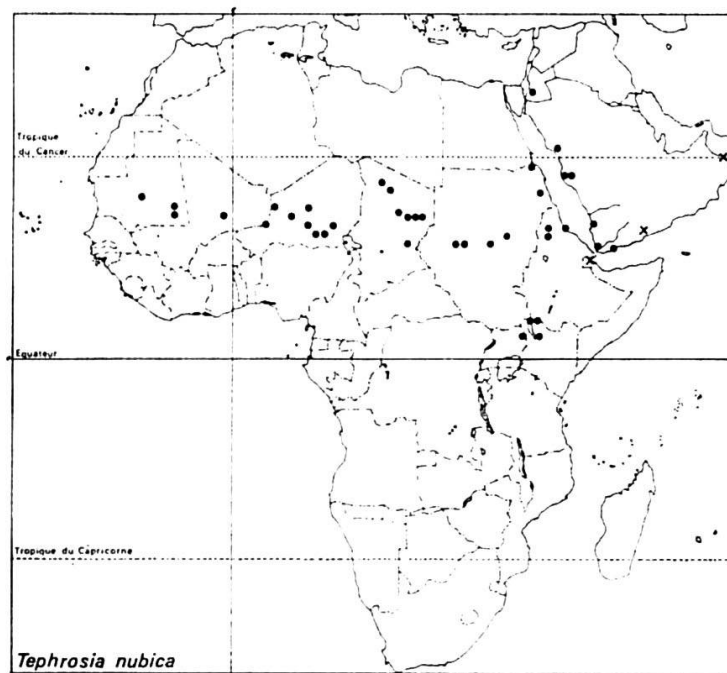 Tropique
du Cancer
Equateur
Tropique du Capricorne
Tephrosia nubica